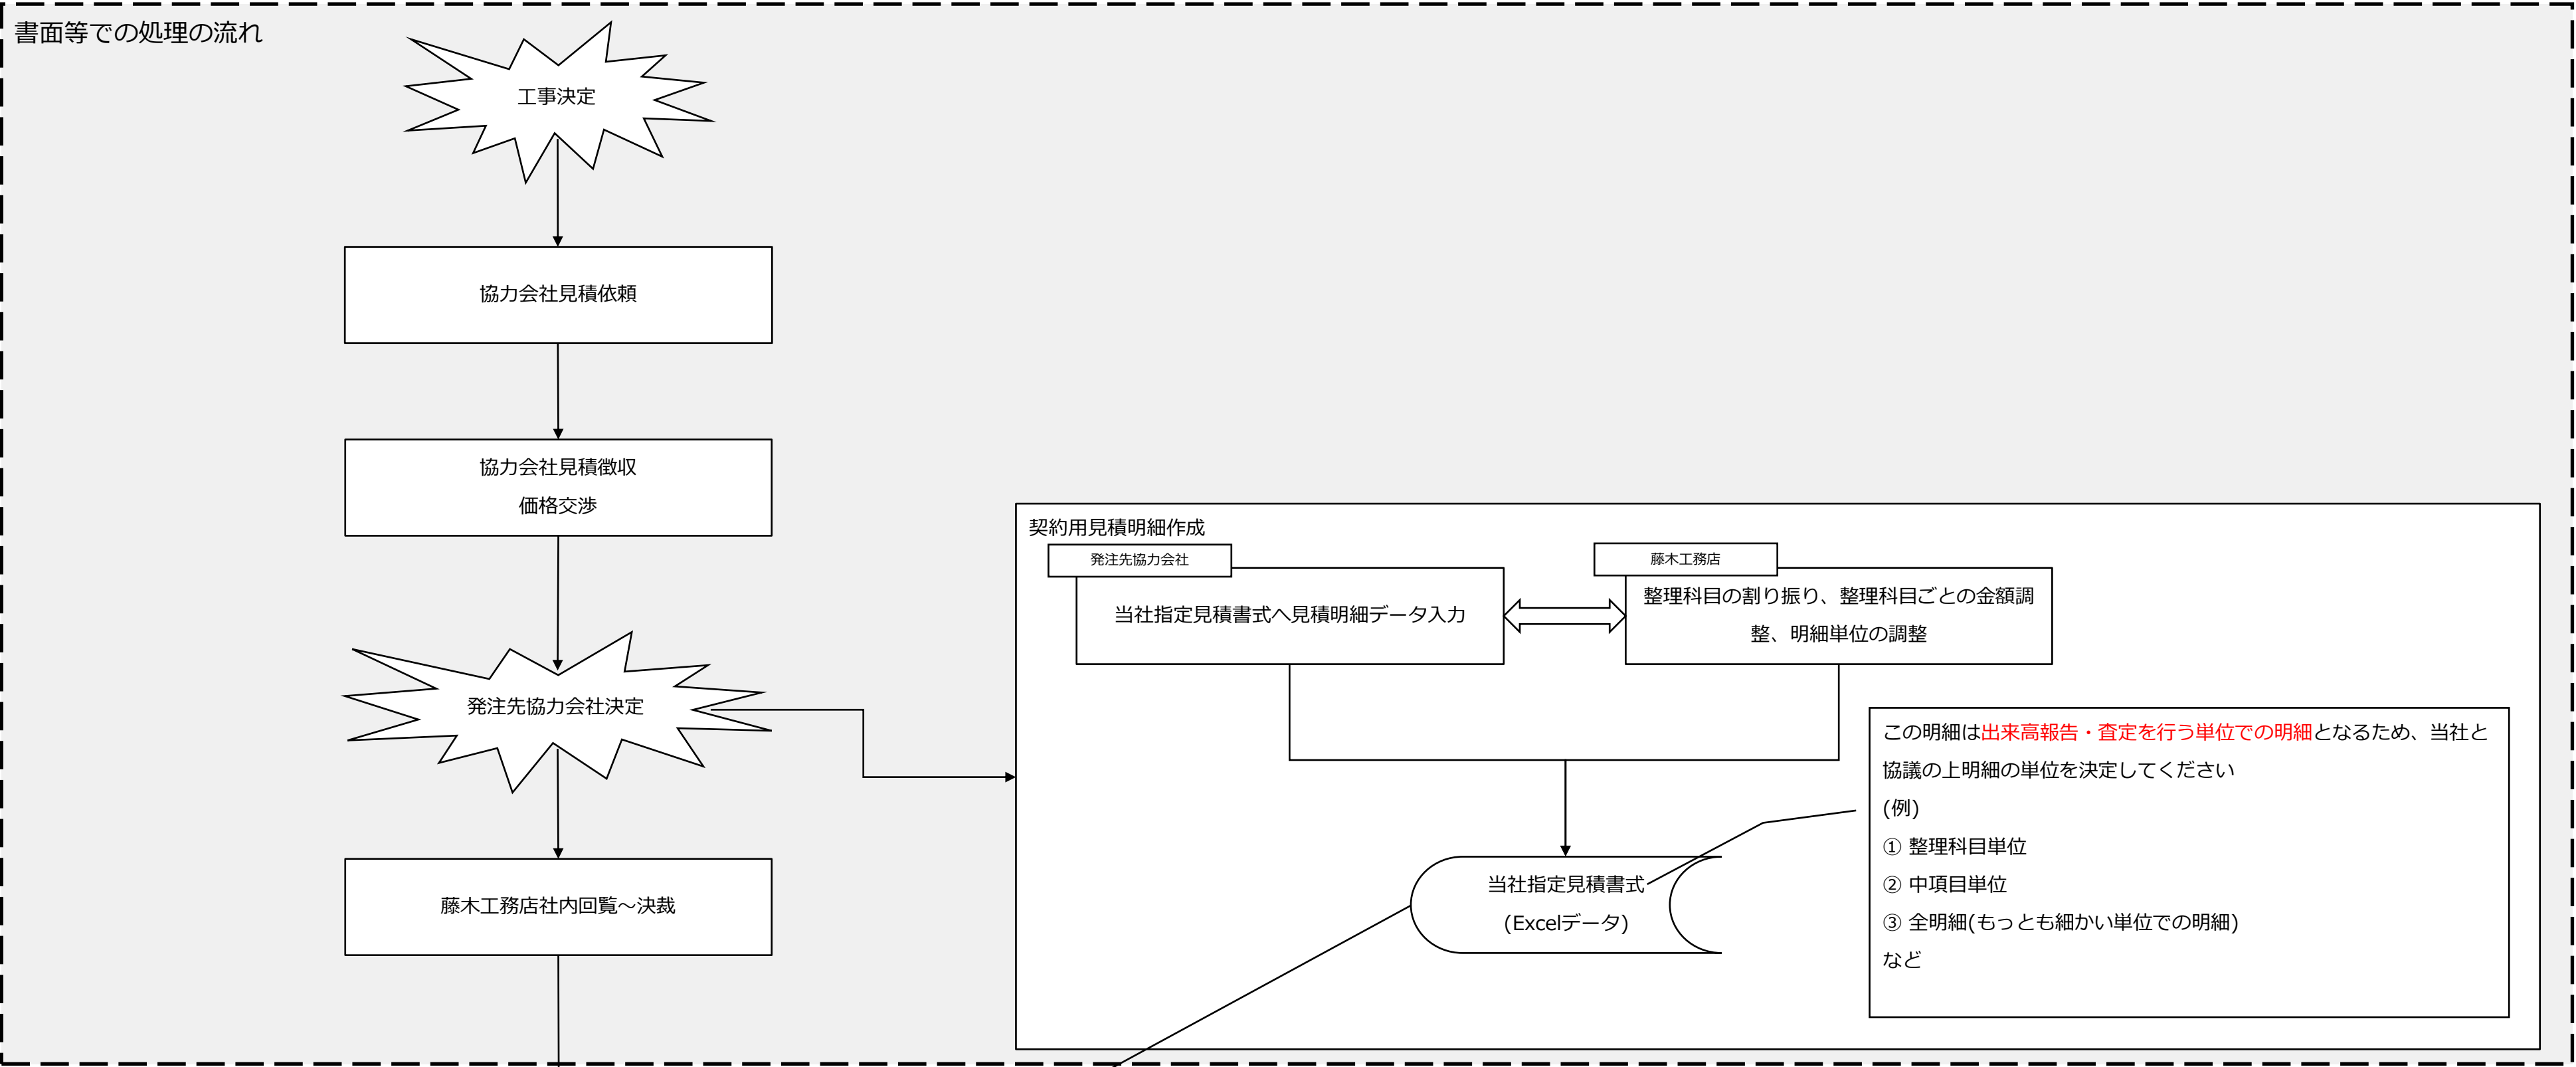 書面等での処理の流れ
工事決定
協力会社見積依頼
協力会社見積徴収
価格交渉
発注先協力会社決定
藤木工務店社内回覧～決裁
契約用見積明細作成
発注先協力会社
当社指定見積書式へ見積明細データ入力
藤木工務店
整理科目の割り振り、整理科目ごとの金額調
整、明細単位の調整
当社指定見積書式
(Excelデータ)
この明細は出来高報告・査定を行う単位での明細となるため、当社と
協議の上明細の単位を決定してください
(例)
① 整理科目単位
② 中項目単位
③ 全明細(もっとも細かい単位での明細)
など